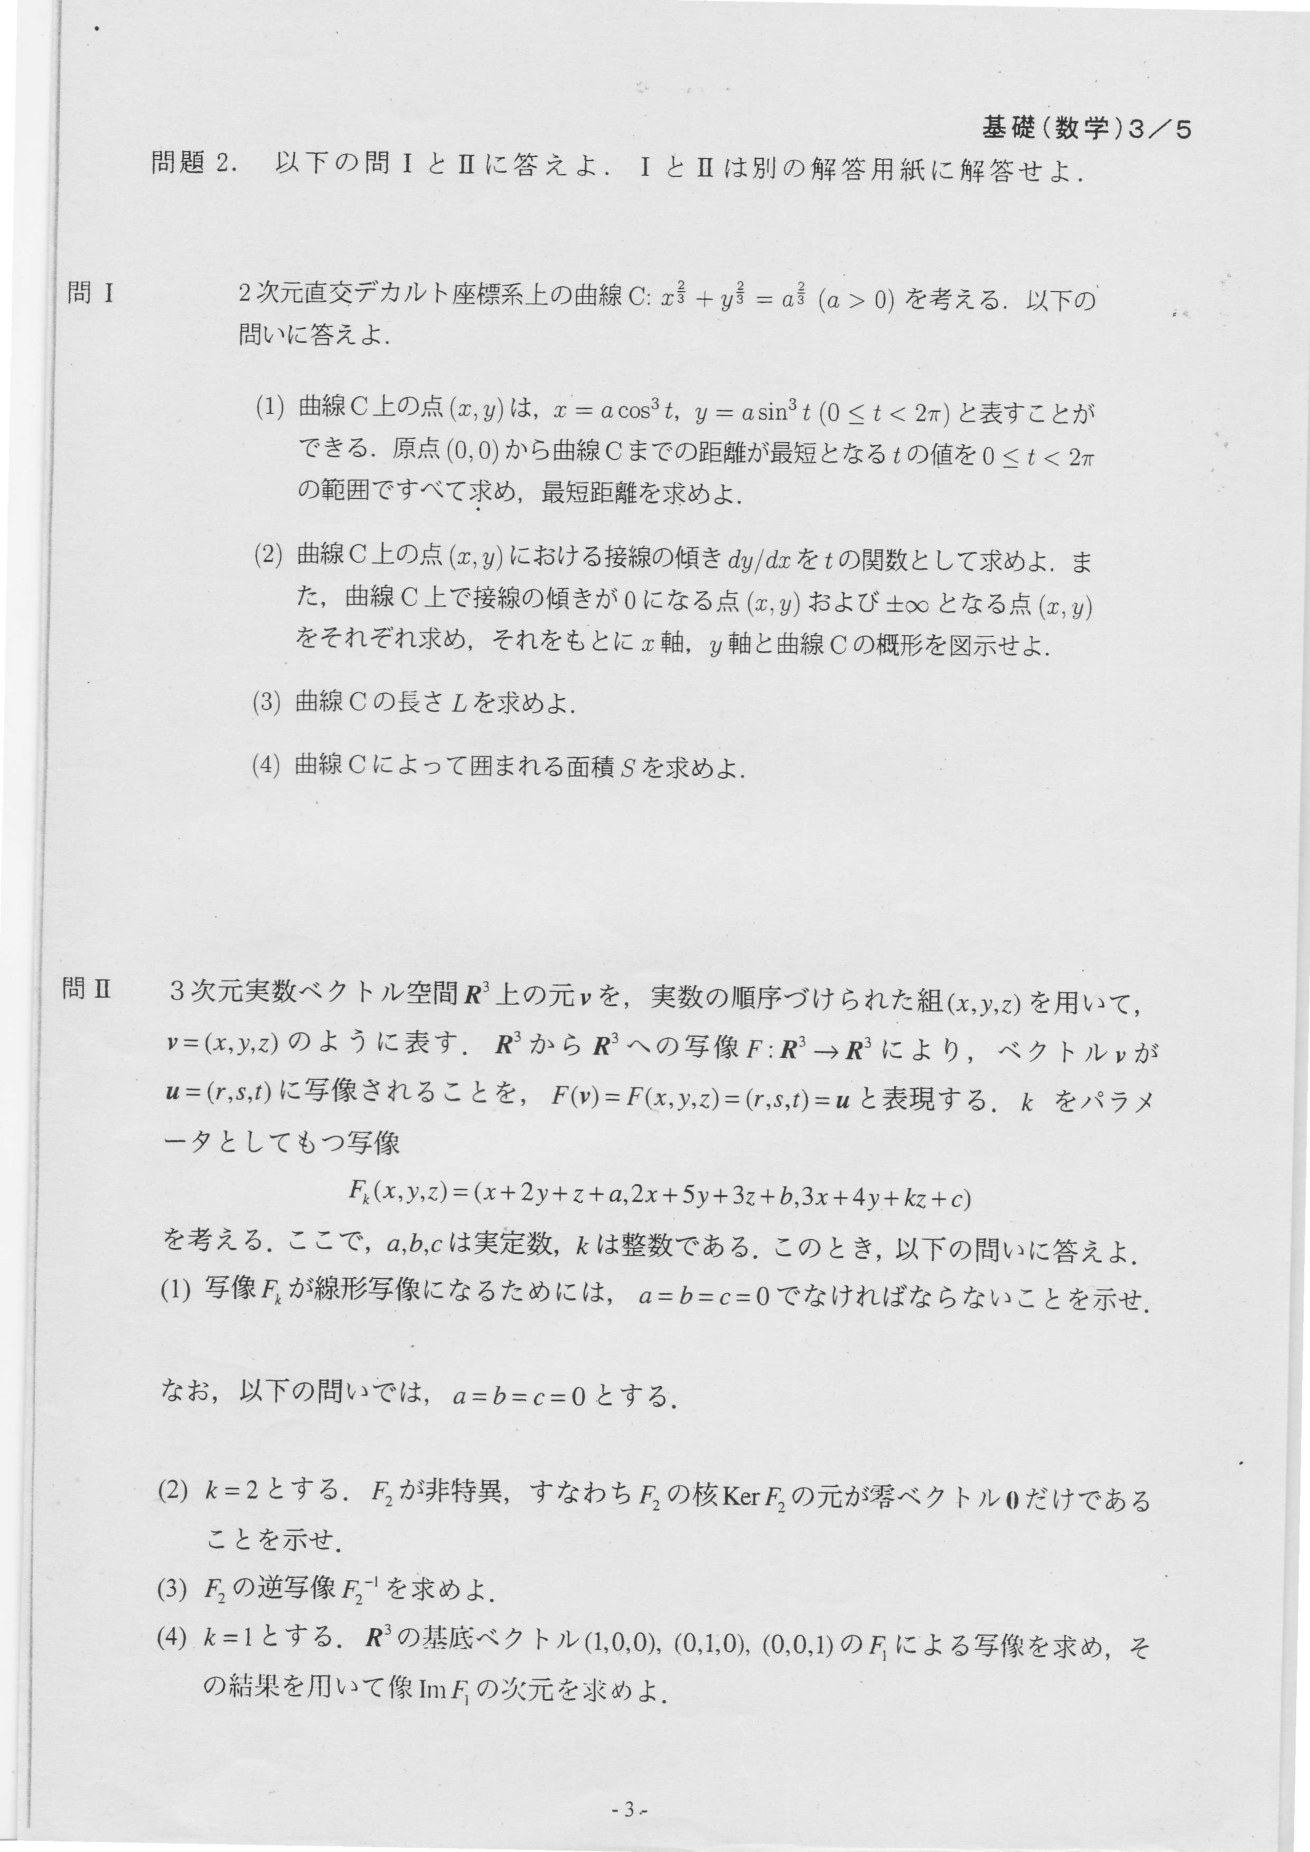 基礎(数学)3／5
問題 2. 以下の問ⅠとⅡに答えよ. ⅠとⅡは別の解答用紙に解答せよ.
問 Ⅰ 2次元直交デカルト座標系上の曲線 C: $x^{\frac{2}{3}} + y^{\frac{2}{3}} = a^{\frac{2}{3}}$ (a > 0) を考える. 以下の
問いに答えよ.
(1) 曲線 C 上の点 (x, y) は, x = a cos³ t, y = a sin³ t (0 ≤ t < 2π) と表すことが
できる. 原点 (0, 0) から曲線 C までの距離が最短となる t の値を 0 ≤ t < 2π
の範囲ですべて求め, 最短距離を求めよ.
(2) 曲線 C 上の点 (x, y) における接線の傾き dy/dx を t の関数として求めよ. ま
た, 曲線 C 上で接線の傾きが 0 になる点 (x, y) および ±∞ となる点 (x, y)
をそれぞれ求め, それをもとに x 軸, y 軸と曲線 C の概形を図示せよ.
(3) 曲線 C の長さ L を求めよ.
(4) 曲線 C によって囲まれる面積 S を求めよ.
問 Ⅱ 3次元実数ベクトル空間 R³ 上の元 v を, 実数の順序づけられた組 (x,y,z) を用いて,
v=(x,y,z) のように表す. R³ から R³ への写像 F:R³→R³ により, ベクトル v が
u=(r,s,t) に写像されることを, F(v)=F(x,y,z)=(r,s,t)=u と表現する. k をパラメ
ータとしてもつ写像
Fₖ(x,y,z)=(x+2y+z+a,2x+5y+3z+b,3x+4y+kz+c)
を考える. ここで, a,b,c は実定数, k は整数である. このとき, 以下の問いに答えよ.
(1) 写像 Fₖ が線形写像になるためには, a=b=c=0 でなければならないことを示せ.
なお, 以下の問いでは, a=b=c=0 とする.
(2) k=2 とする. F₂ が非特異, すなわち F₂ の核 Ker F₂ の元が零ベクトル 0 だけである
ことを示せ.
(3) F₂ の逆写像 F₂⁻¹ を求めよ.
(4) k=1 とする. R³ の基底ベクトル (1,0,0), (0,1,0), (0,0,1) の F₁ による写像を求め, そ
の結果を用いて像 Im F₁ の次元を求めよ.
- 3 -